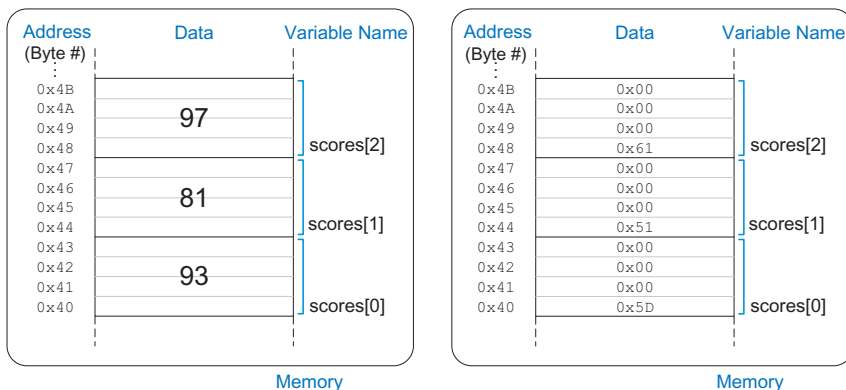 Address Data Variable Name
(Byte #)
⋮
0x4B
0x4A
97
0x49
0x48 scores[2]
0x47
0x46
81
0x45
0x44 scores[1]
0x43
0x42
93
0x41
0x40 scores[0]
Memory
Address Data Variable Name
(Byte #)
⋮
0x4B 0x00
0x4A 0x00
0x49 0x00
0x48 0x61 scores[2]
0x47 0x00
0x46 0x00
0x45 0x00
0x44 0x51 scores[1]
0x43 0x00
0x42 0x00
0x41 0x00
0x40 0x5D scores[0]
Memory